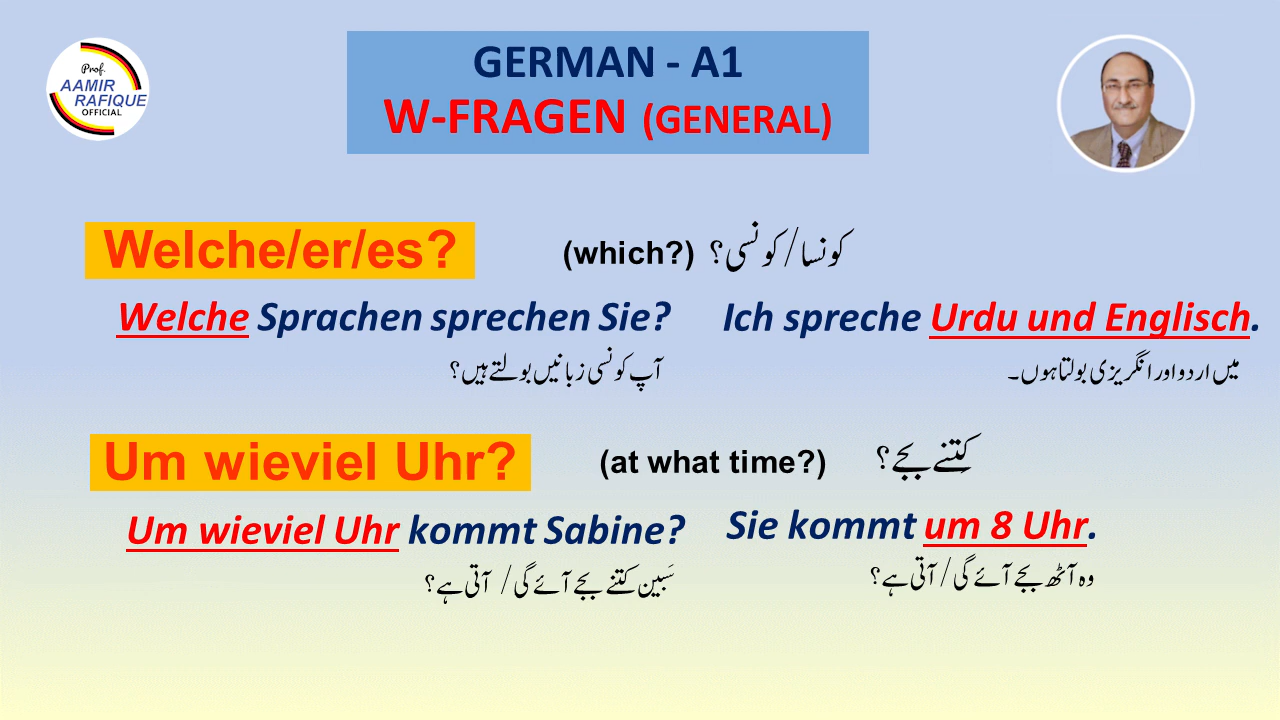 Prof.
AAMIR
RAFIQUE
OFFICIAL
GERMAN - A1
W-FRAGEN (GENERAL)
Welche/er/es?
(which?) کونسا/کونسی؟
Welche Sprachen sprechen Sie?
Ich spreche Urdu und Englisch.
آپ کونسی زبانیں بولتے ہیں؟
میں اردو اور انگریزی بولتا ہوں۔
Um wieviel Uhr?
(at what time?) کتنے بجے؟
Um wieviel Uhr kommt Sabine?
Sie kommt um 8 Uhr.
سَبین کتنے بجے آئے گی/ آتی ہے؟
وہ آٹھ بجے آئے گی/آتی ہے؟